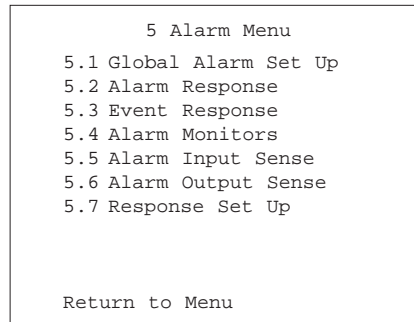 5 Alarm Menu
5.1 Global Alarm Set Up
5.2 Alarm Response
5.3 Event Response
5.4 Alarm Monitors
5.5 Alarm Input Sense
5.6 Alarm Output Sense
5.7 Response Set Up
Return to Menu